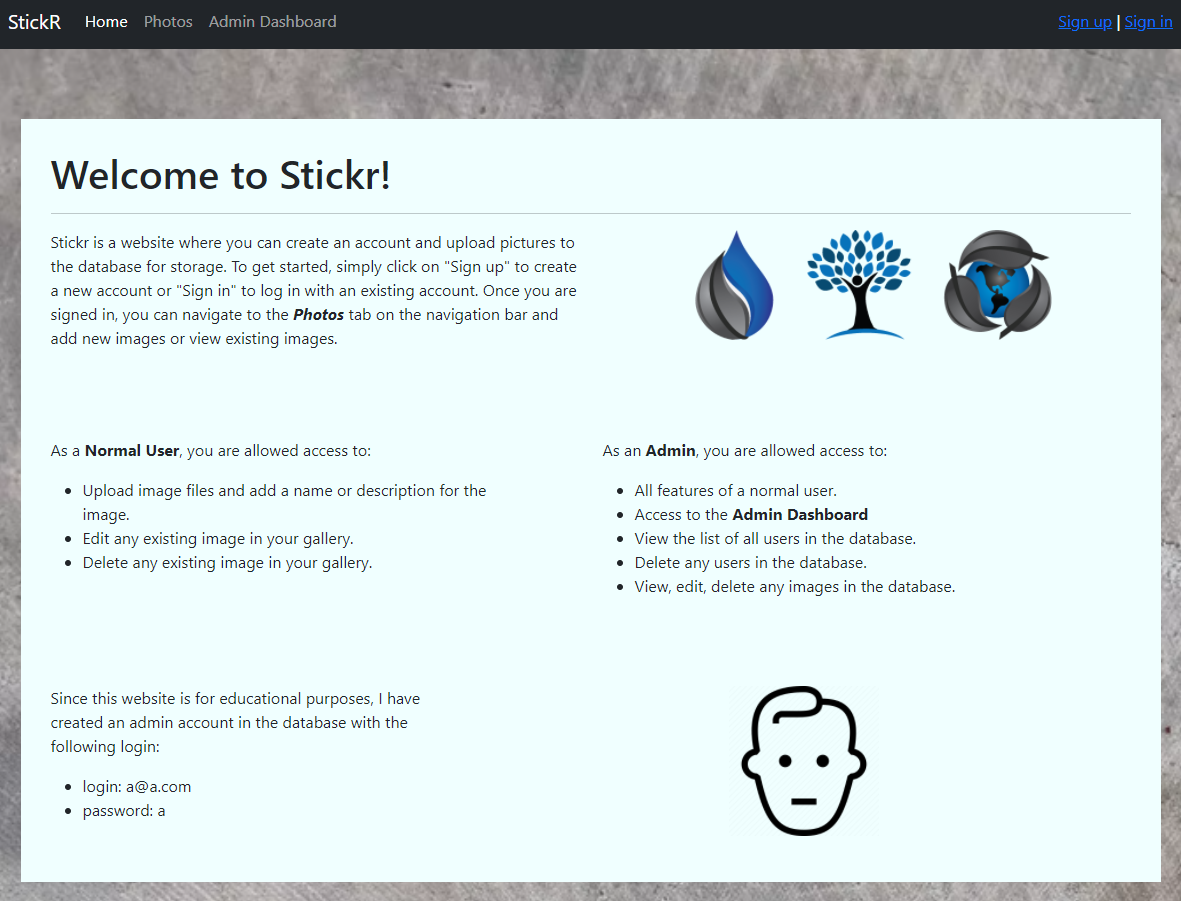 StickR Home Photos Admin Dashboard Sign up | Sign in
Welcome to Stickr!
Stickr is a website where you can create an account and upload pictures to
the database for storage. To get started, simply click on "Sign up" to create
a new account or "Sign in" to log in with an existing account. Once you are
signed in, you can navigate to the Photos tab on the navigation bar and
add new images or view existing images.
As a Normal User, you are allowed access to:
• Upload image files and add a name or description for the
image.
• Edit any existing image in your gallery.
• Delete any existing image in your gallery.
As an Admin, you are allowed access to:
• All features of a normal user.
• Access to the Admin Dashboard
• View the list of all users in the database.
• Delete any users in the database.
• View, edit, delete any images in the database.
Since this website is for educational purposes, I have
created an admin account in the database with the
following login:
• login: a@a.com
• password: a